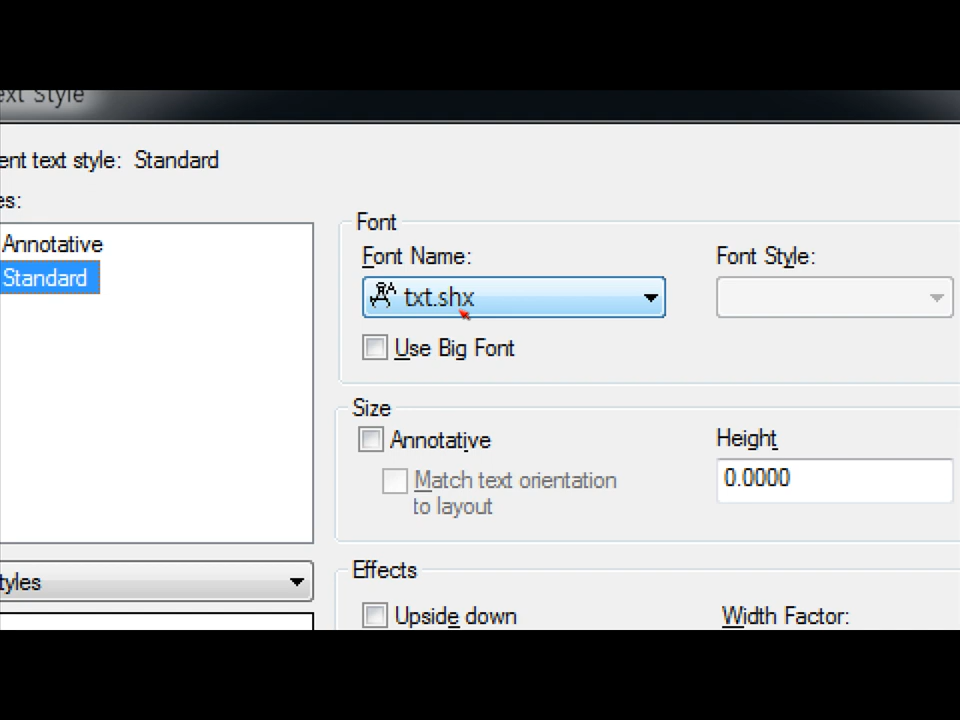 ext Style
ent text style: Standard
es:
Annotative
Standard
Font
Font Name:
Font Style:
txt.shx
Use Big Font
Size
Annotative
Height
Match text orientation
to layout
0.0000
tyles
Effects
Upside down
Width Factor: